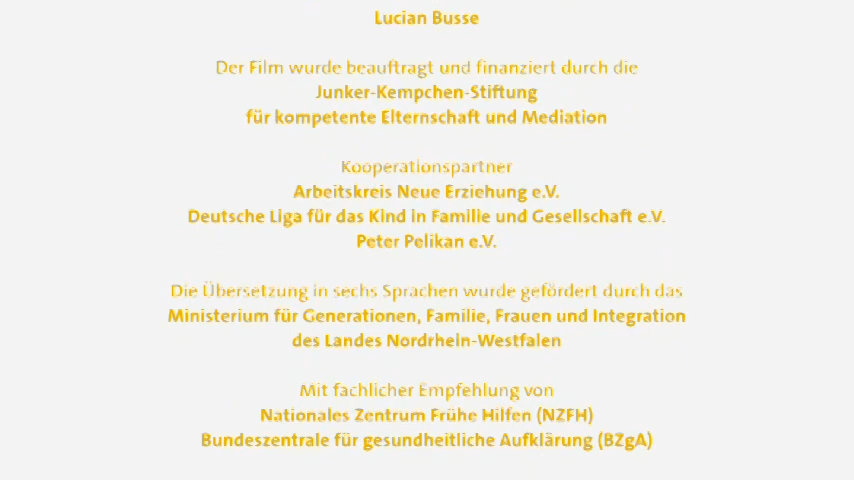 Lucian Busse
Der Film wurde beauftragt und finanziert durch die
Junker-Kempchen-Stiftung
für kompetente Elternschaft und Mediation
Kooperationspartner
Arbeitskreis Neue Erziehung e.V.
Deutsche Liga für das Kind in Familie und Gesellschaft e.V.
Peter Pelikan e.V.
Die Übersetzung in sechs Sprachen wurde gefördert durch das
Ministerium für Generationen, Familie, Frauen und Integration
des Landes Nordrhein-Westfalen
Mit fachlicher Empfehlung von
Nationales Zentrum Frühe Hilfen (NZFH)
Bundeszentrale für gesundheitliche Aufklärung (BZgA)